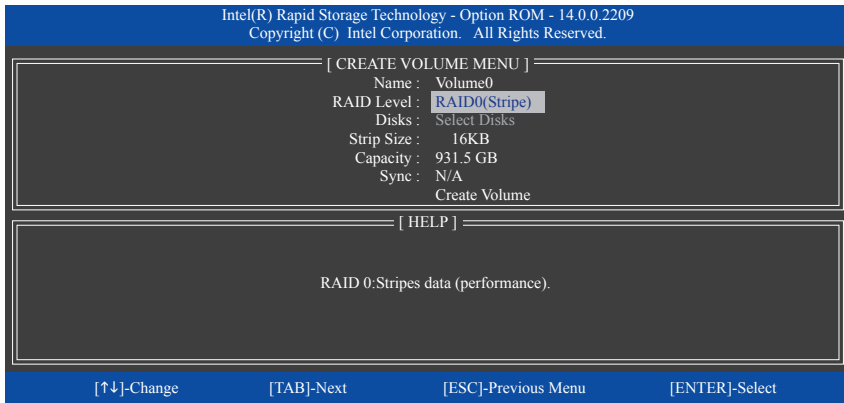 Intel(R) Rapid Storage Technology - Option ROM - 14.0.0.2209
Copyright (C) Intel Corporation. All Rights Reserved.
[ CREATE VOLUME MENU ]
Name : Volume0
RAID Level : RAID0(Stripe)
Disks : Select Disks
Strip Size : 16KB
Capacity : 931.5 GB
Sync : N/A
Create Volume
[ HELP ]
RAID 0:Stripes data (performance).
[↑↓]-Change [TAB]-Next [ESC]-Previous Menu [ENTER]-Select